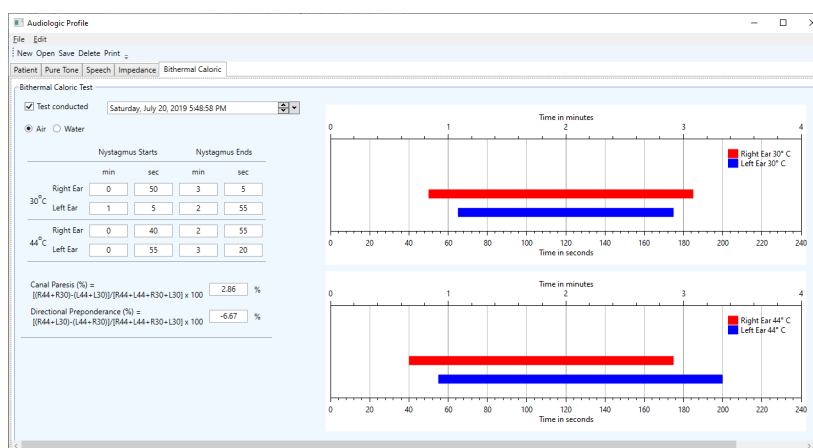 Audiologic Profile
File Edit
New Open Save Delete Print
Patient Pure Tone Speech Impedance Bithermal Caloric
Bithermal Caloric Test
Test conducted Saturday, July 20, 2019 5:48:58 PM
Air Water
Nystagmus Starts Nystagmus Ends
min sec min sec
30°C
Right Ear 0 50 3 5
Left Ear 1 5 2 55
44°C
Right Ear 0 40 2 55
Left Ear 0 55 3 20
Canal Paresis (%) =
[(R44+R30)-(L44+L30)]/[R44+L44+R30+L30] x 100 2.86 %
Directional Preponderance (%) =
[(R44+L30)-(L44+R30)]/[R44+L44+R30+L30] x 100 -6.67 %
Time in minutes
0 1 2 3 4
Right Ear 30° C
Left Ear 30° C
0 20 40 60 80 100 120 140 160 180 200 220 240
Time in seconds
Time in minutes
0 1 2 3 4
Right Ear 44° C
Left Ear 44° C
0 20 40 60 80 100 120 140 160 180 200 220 240
Time in seconds